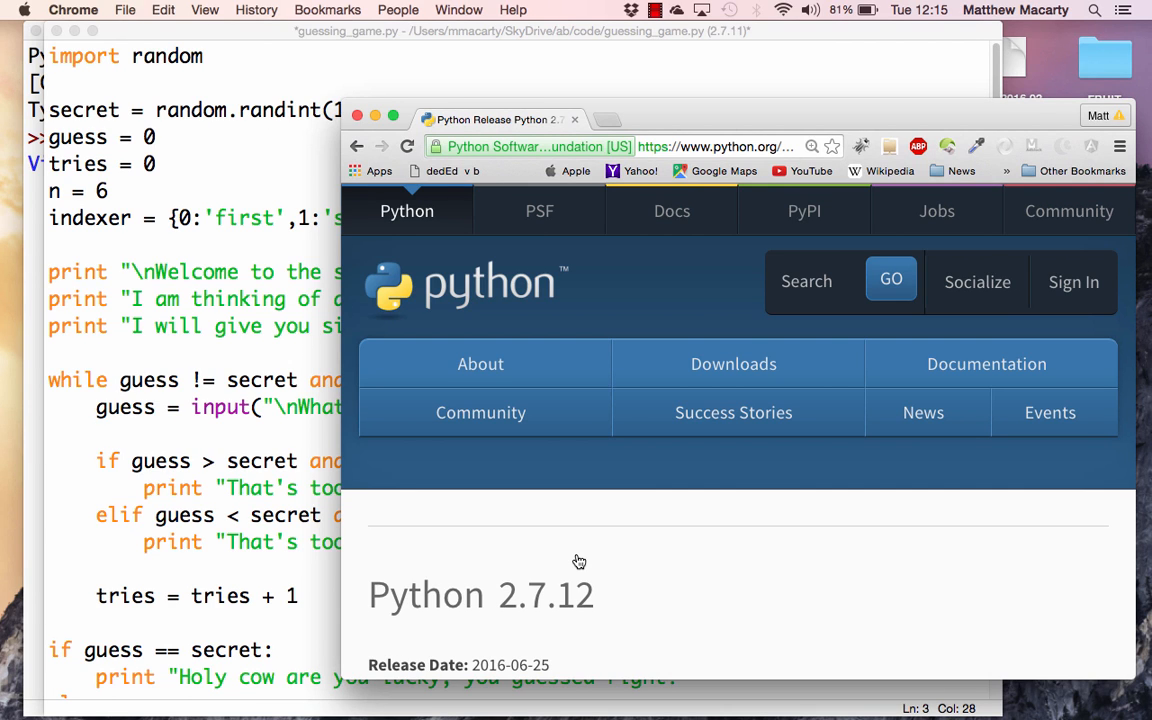 Chrome File Edit View History Bookmarks People Window Help 81% Tue 12:15 Matthew Macarty
*guessing_game.py - /Users/mmacarty/SkyDrive/ab/code/guessing_game.py (2.7.11)*
import random
secret = random.randint(1
guess = 0
tries = 0
n = 6
indexer = {0:'first',1:'s
print "\nWelcome to the s
print "I am thinking of a
print "I will give you si
while guess != secret and
guess = input("\nWhat
if guess > secret and
print "That's too
elif guess < secret a
print "That's too
tries = tries + 1
if guess == secret:
print "Holy cow are you lucky, you guessed right!
Ln: 3 Col: 28
Python Release Python 2.7
Matt
Python Softwar...undation [US] https://www.python.org/...
ABP
Apps dedEd v b Apple Yahoo! Google Maps YouTube Wikipedia News » Other Bookmarks
Python PSF Docs PyPI Jobs Community
python™
Search GO Socialize Sign In
About Downloads Documentation
Community Success Stories News Events
Python 2.7.12
Release Date: 2016-06-25